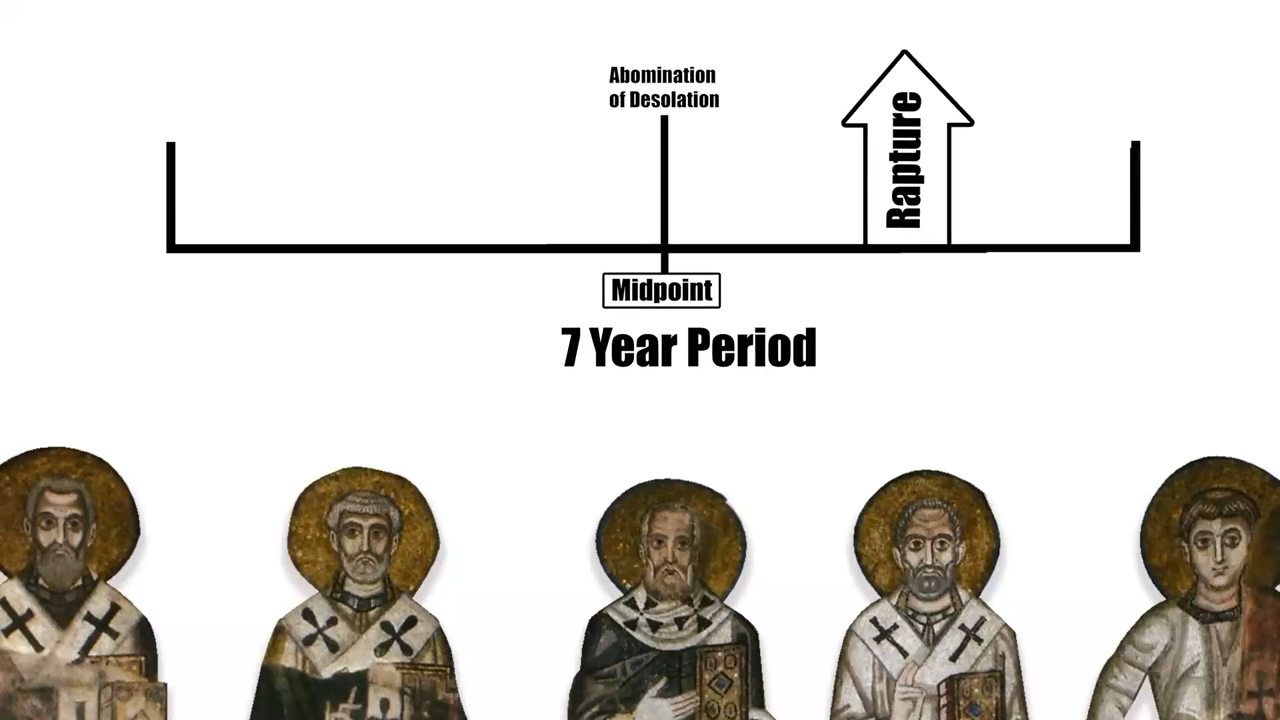 Abomination
of Desolation
Rapture
Midpoint
7 Year Period